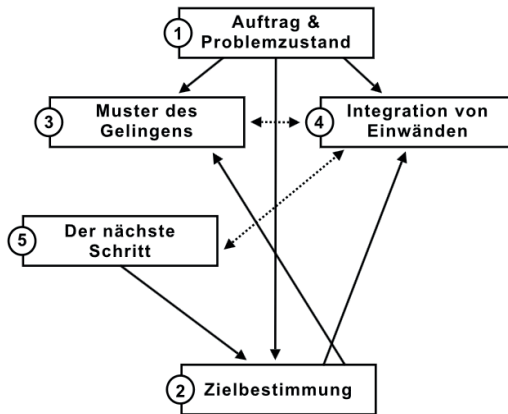 1
Auftrag &
Problemzustand
3
Muster des
Gelingens
4
Integration von
Einwänden
5
Der nächste
Schritt
2
Zielbestimmung